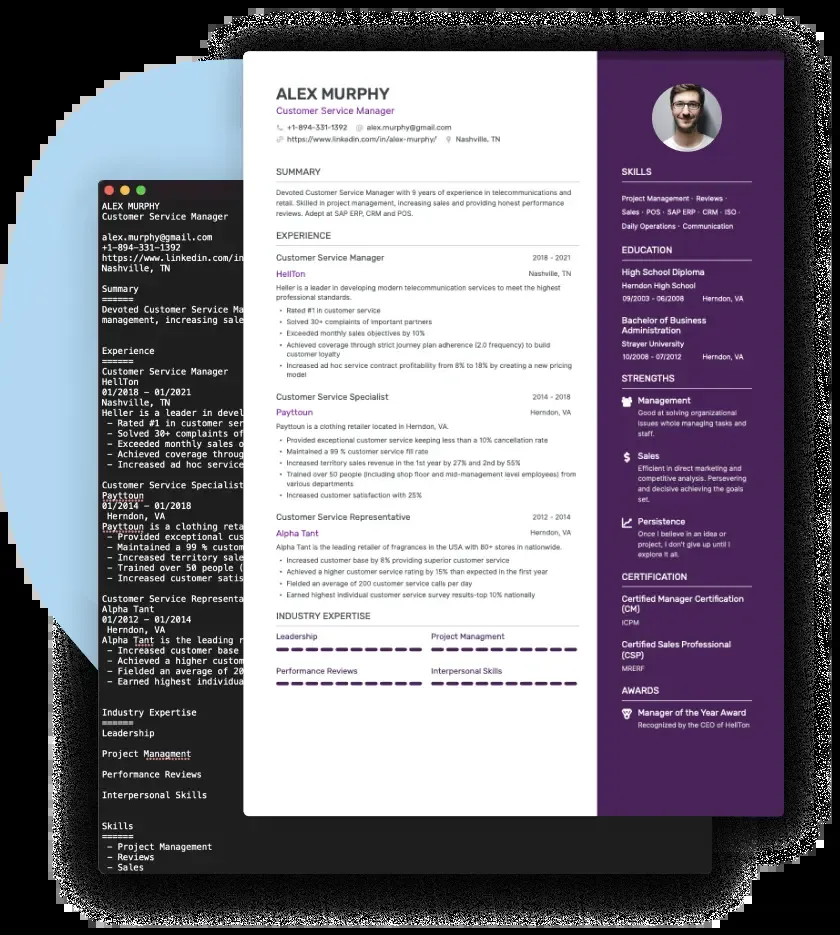 ALEX MURPHY
Customer Service Manager
alex.murphy@gmail.com
+1-894-331-1392
https://www.linkedin.com/in
Nashville, TN
Summary
======
Devoted Customer Service Ma
management, increasing sale
Experience
======
Customer Service Manager
HellTon
01/2018 - 01/2021
Nashville, TN
Heller is a leader in devel
- Rated #1 in customer ser
- Solved 30+ complaints of
- Exceeded monthly sales o
- Achieved coverage throug
- Increased ad hoc service
Customer Service Specialist
Payttoun
01/2014 - 01/2018
Herndon, VA
Payttoun is a clothing reta
- Provided exceptional cus
- Maintained a 99 % custom
- Increased territory sale
- Trained over 50 people (
- Increased customer satis
Customer Service Representa
Alpha Tant
01/2012 - 01/2014
Herndon, VA
Alpha Tant is the leading r
- Increased customer base
- Achieved a higher custom
- Fielded an average of 20
- Earned highest individua
Industry Expertise
======
Leadership
Project Managment
Performance Reviews
Interpersonal Skills
Skills
======
- Project Management
- Reviews
- Sales
ALEX MURPHY
Customer Service Manager
+1-894-331-1392 @ alex.murphy@gmail.com
https://www.linkedin.com/in/alex-murphy/ Nashville, TN
SUMMARY
Devoted Customer Service Manager with 9 years of experience in telecommunications and
retail. Skilled in project management, increasing sales and providing honest performance
reviews. Adept at SAP ERP, CRM and POS.
EXPERIENCE
Customer Service Manager 2018 - 2021
HellTon Nashville, TN
Heller is a leader in developing modern telecommunication services to meet the highest
professional standards.
• Rated #1 in customer service
• Solved 30+ complaints of important partners
• Exceeded monthly sales objectives by 10%
• Achieved coverage through strict journey plan adherence (2.0 frequency) to build
customer loyalty
• Increased ad hoc service contract profitability from 8% to 18% by creating a new pricing
model
Customer Service Specialist 2014 - 2018
Payttoun Herndon, VA
Payttoun is a clothing retailer located in Herndon, VA.
• Provided exceptional customer service keeping less than a 10% cancellation rate
• Maintained a 99 % customer service fill rate
• Increased territory sales revenue in the 1st year by 27% and 2nd by 55%
• Trained over 50 people (including shop floor and mid-management level employees) from
various departments
• Increased customer satisfaction with 25%
Customer Service Representative 2012 - 2014
Alpha Tant Herndon, VA
Alpha Tant is the leading retailer of fragrances in the USA with 80+ stores in nationwide.
• Increased customer base by 8% providing superior customer service
• Achieved a higher customer service rating by 15% than expected in the first year
• Fielded an average of 200 customer service calls per day
• Earned highest individual customer service survey results-top 10% nationally
INDUSTRY EXPERTISE
Leadership Project Managment
Performance Reviews Interpersonal Skills
SKILLS
Project Management · Reviews ·
Sales · POS · SAP ERP · CRM · ISO ·
Daily Operations · Communication
EDUCATION
High School Diploma
Herndon High School
09/2003 - 06/2008 Herndon, VA
Bachelor of Business
Administration
Strayer University
10/2008 - 07/2012 Herndon, VA
STRENGTHS
Management
Good at solving organizational
issues whole managing tasks and
staff.
Sales
Efficient in direct marketing and
competitive analysis. Persevering
and decisive achieving the goals
set.
Persistence
Once I believe in an idea or
project, I don't give up until I
explore it all.
CERTIFICATION
Certified Manager Certification
(CM)
ICPM
Certified Sales Professional
(CSP)
MRERF
AWARDS
Manager of the Year Award
Recognized by the CEO of HellTon